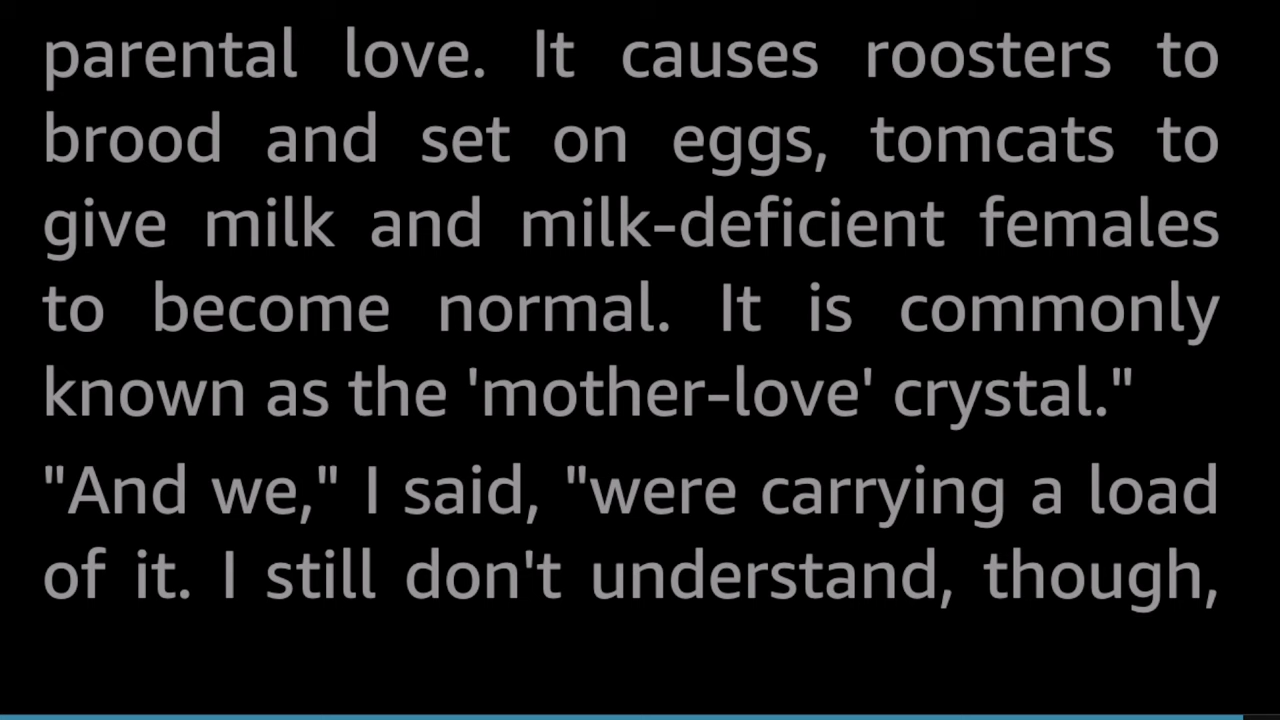 parental love. It causes roosters to
brood and set on eggs, tomcats to
give milk and milk-deficient females
to become normal. It is commonly
known as the 'mother-love' crystal."
"And we," I said, "were carrying a load
of it. I still don't understand, though,